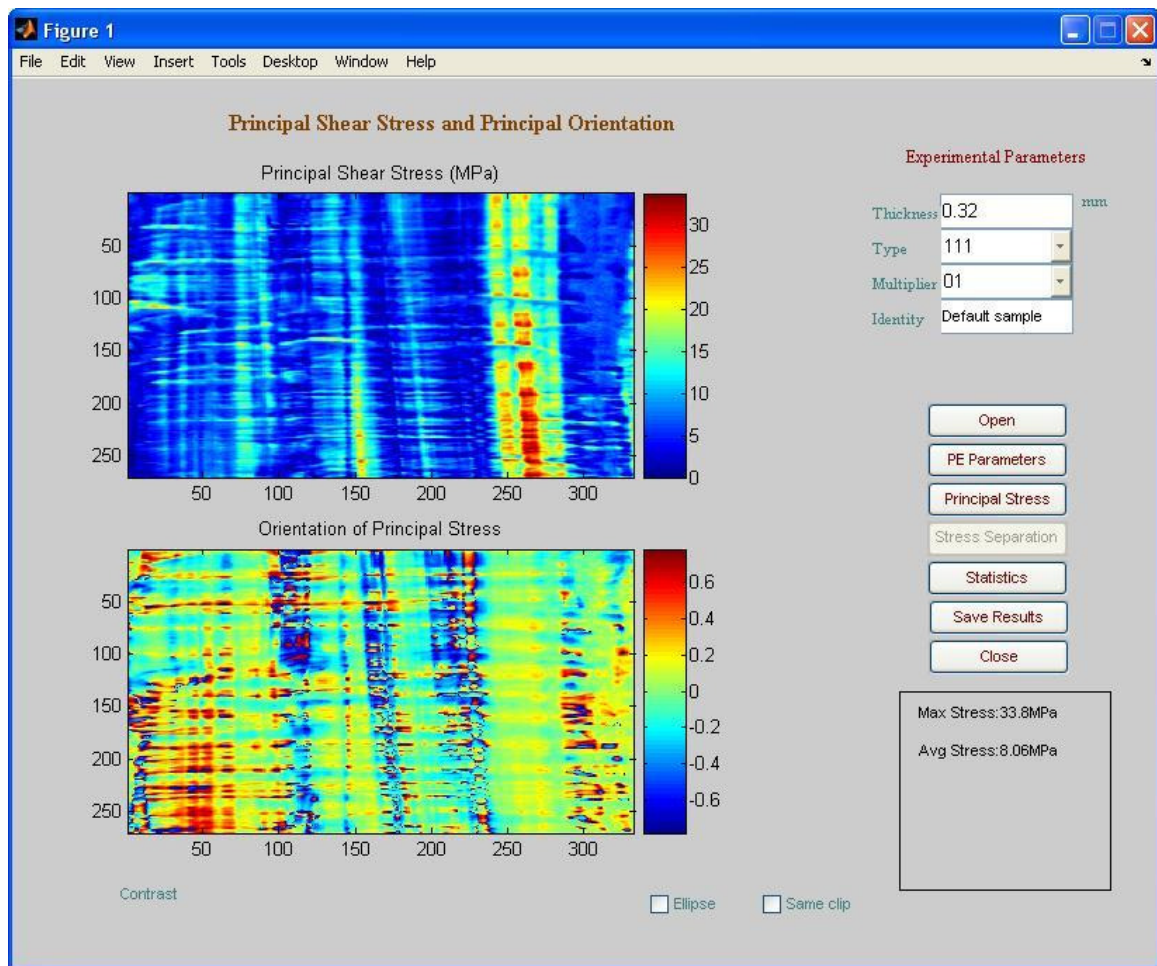 Figure 1
File Edit View Insert Tools Desktop Window Help
Principal Shear Stress and Principal Orientation
Principal Shear Stress (MPa)
50
100
150
200
250
50 100 150 200 250 300
30
25
20
15
10
5
0
Orientation of Principal Stress
50
100
150
200
250
50 100 150 200 250 300
0.6
0.4
0.2
0
-0.2
-0.4
-0.6
Contrast
Ellipse Same clip
Experimental Parameters
Thickness 0.32 mm
Type 111
Multiplier 01
Identity Default sample
Open
PE Parameters
Principal Stress
Stress Separation
Statistics
Save Results
Close
Max Stress:33.8MPa
Avg Stress:8.06MPa